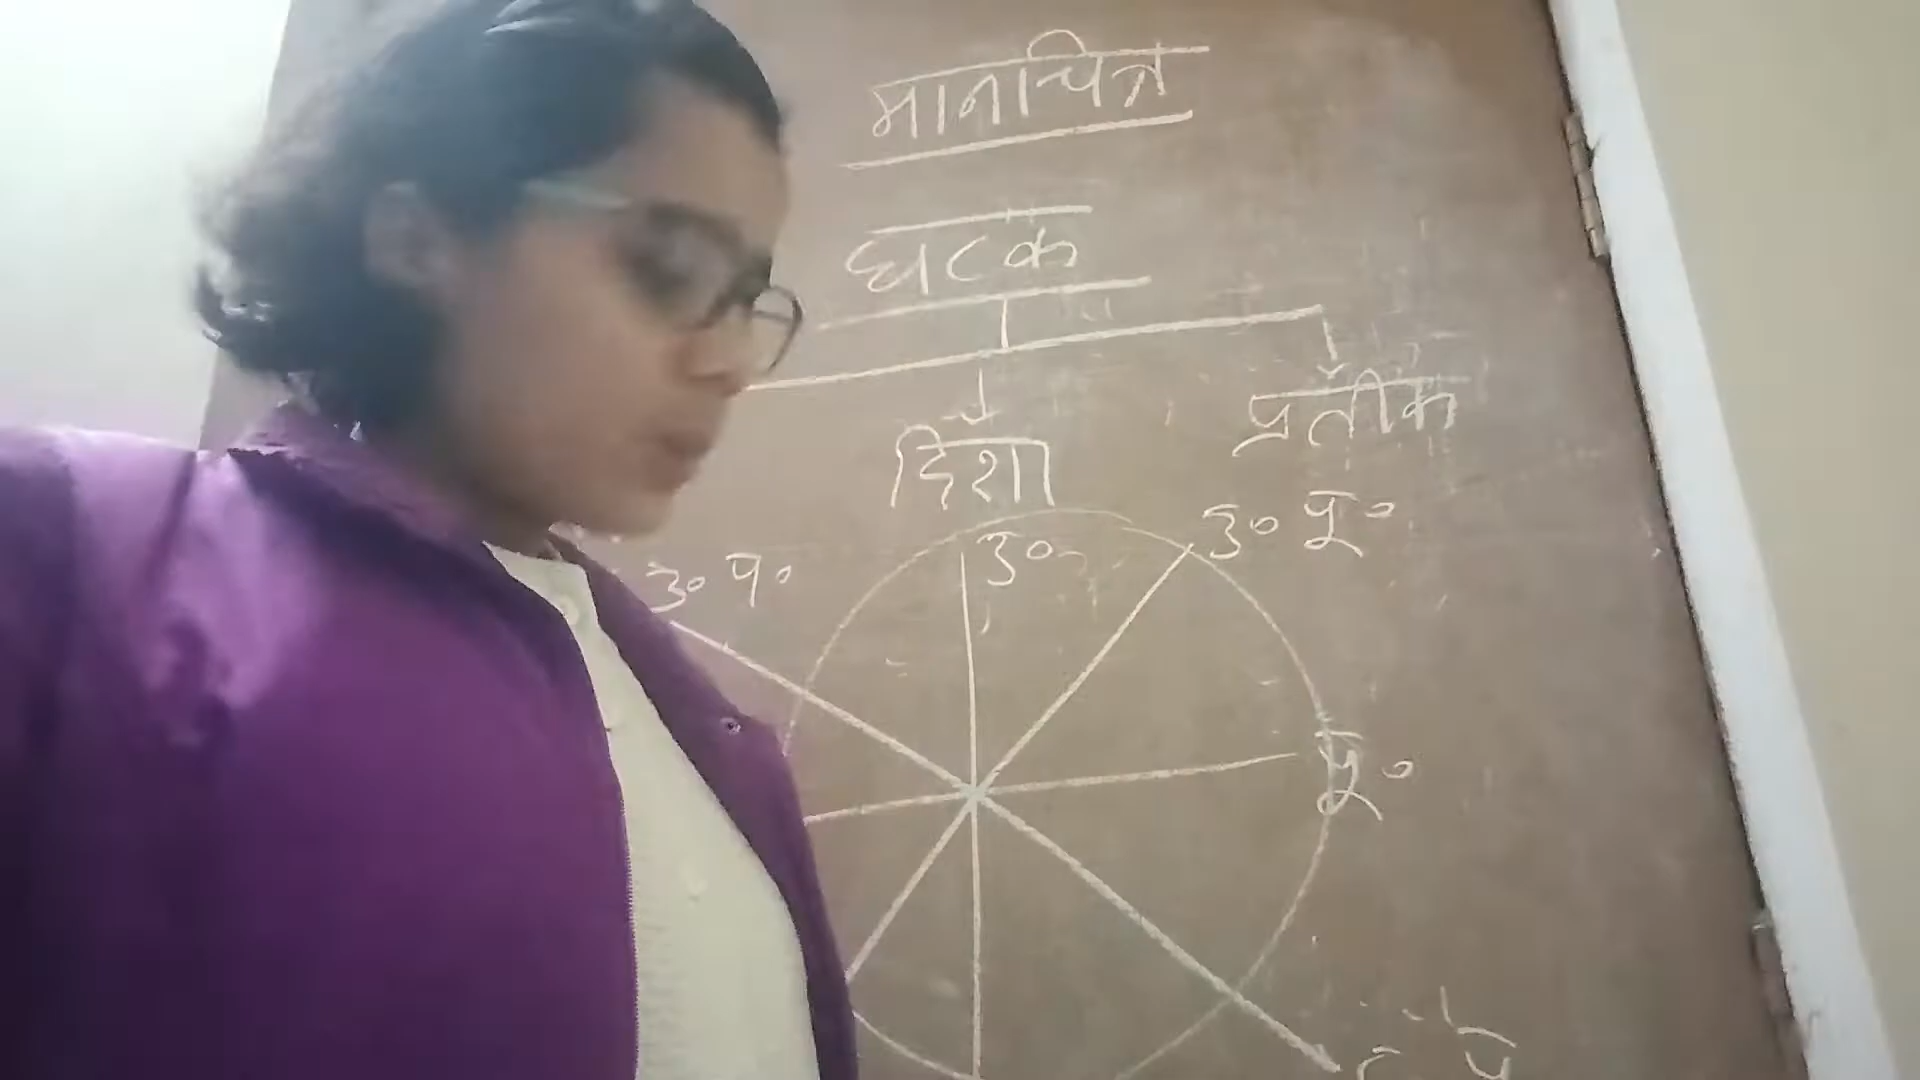 मानचित्र
घटक
दिशा
प्रतीक
उ० प०
उ०
उ० पू०
पू०